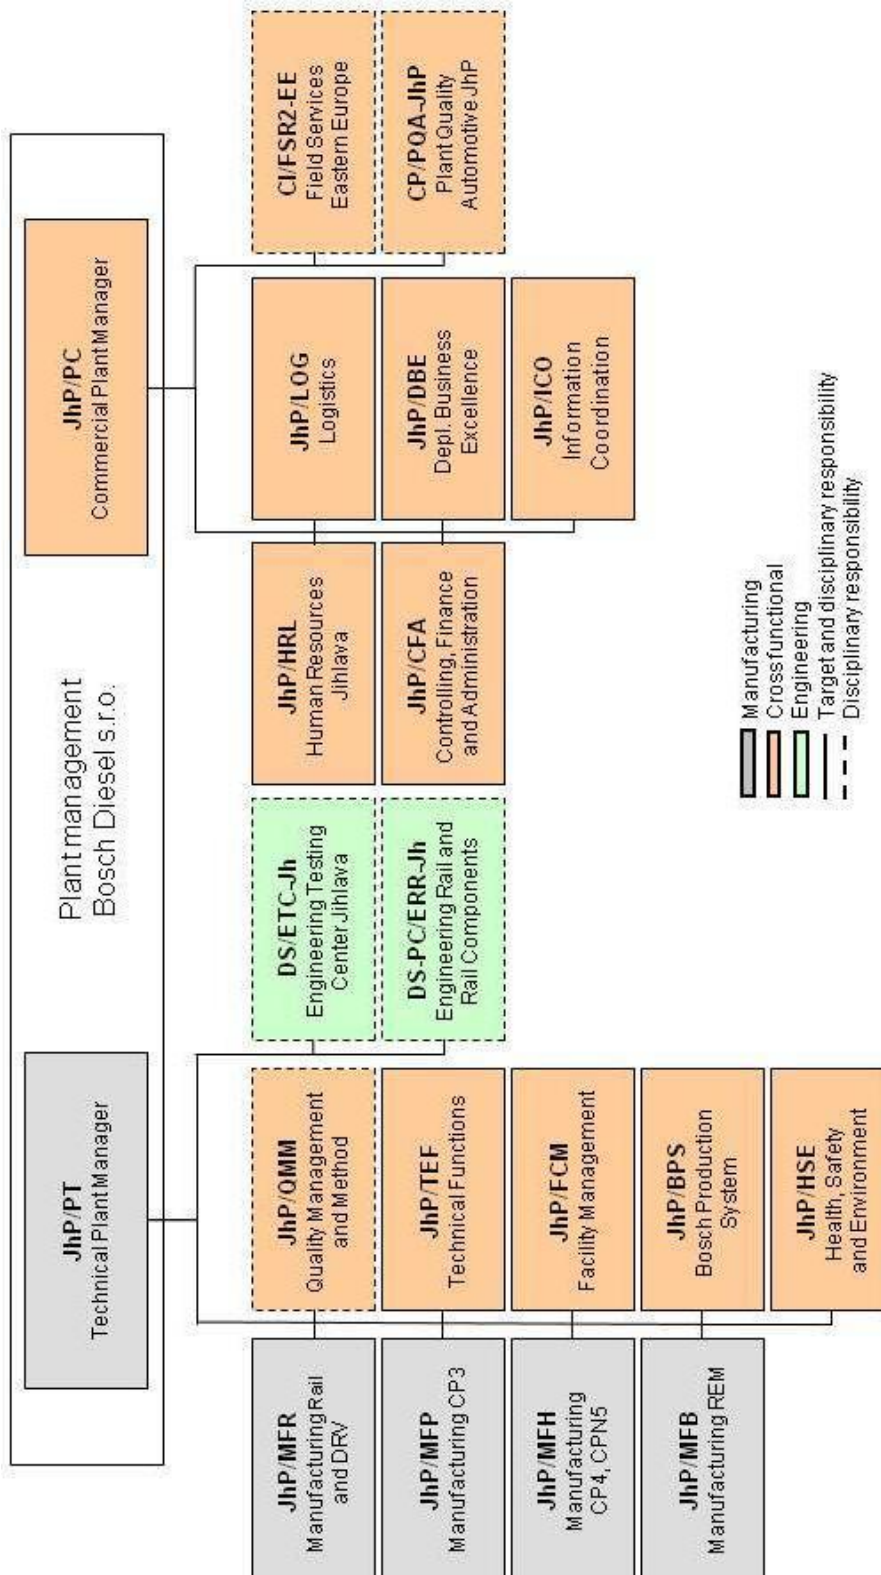 Plant management
Bosch Diesel s.r.o.
JhP/PT
Technical Plant Manager
JhP/PC
Commercial Plant Manager
JhP/MFR
Manufacturing Rail
and DRV
JhP/MFP
Manufacturing CP3
JhP/MFH
Manufacturing
CP4, CPN5
JhP/MFB
Manufacturing REM
JhP/QMM
Quality Management
and Method
JhP/TEF
Technical Functions
JhP/FCM
Facility Management
JhP/BPS
Bosch Production
System
JhP/HSE
Health, Safety
and Environment
DS/ETC-Jh
Engineering Testing
Center Jihlava
DS-PC/ERR-Jh
Engineering Rail and
Rail Components
JhP/HRL
Human Resources
Jihlava
JhP/CFA
Controlling, Finance
and Administration
JhP/LOG
Logistics
JhP/DBE
Depl. Business
Excellence
JhP/ICO
Information
Coordination
CI/FSR2-EE
Field Services
Eastern Europe
CP/PQA-JhP
Plant Quality
Automotive JhP
Manufacturing
Crossfunctional
Engineering
Target and disciplinary responsibility
Disciplinary responsibility